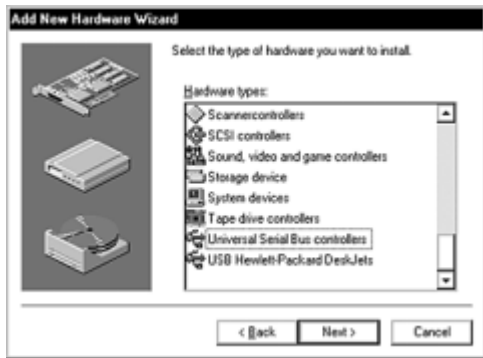 Add New Hardware Wizard
Select the type of hardware you want to install.
Hardware types:
Scannercontrollers
SCSI controllers
Sound, video and game controllers
Storage device
System devices
Tape drive controllers
Universal Serial Bus controllers
USB Hewlett-Packard DeskJets
< Back
Next >
Cancel